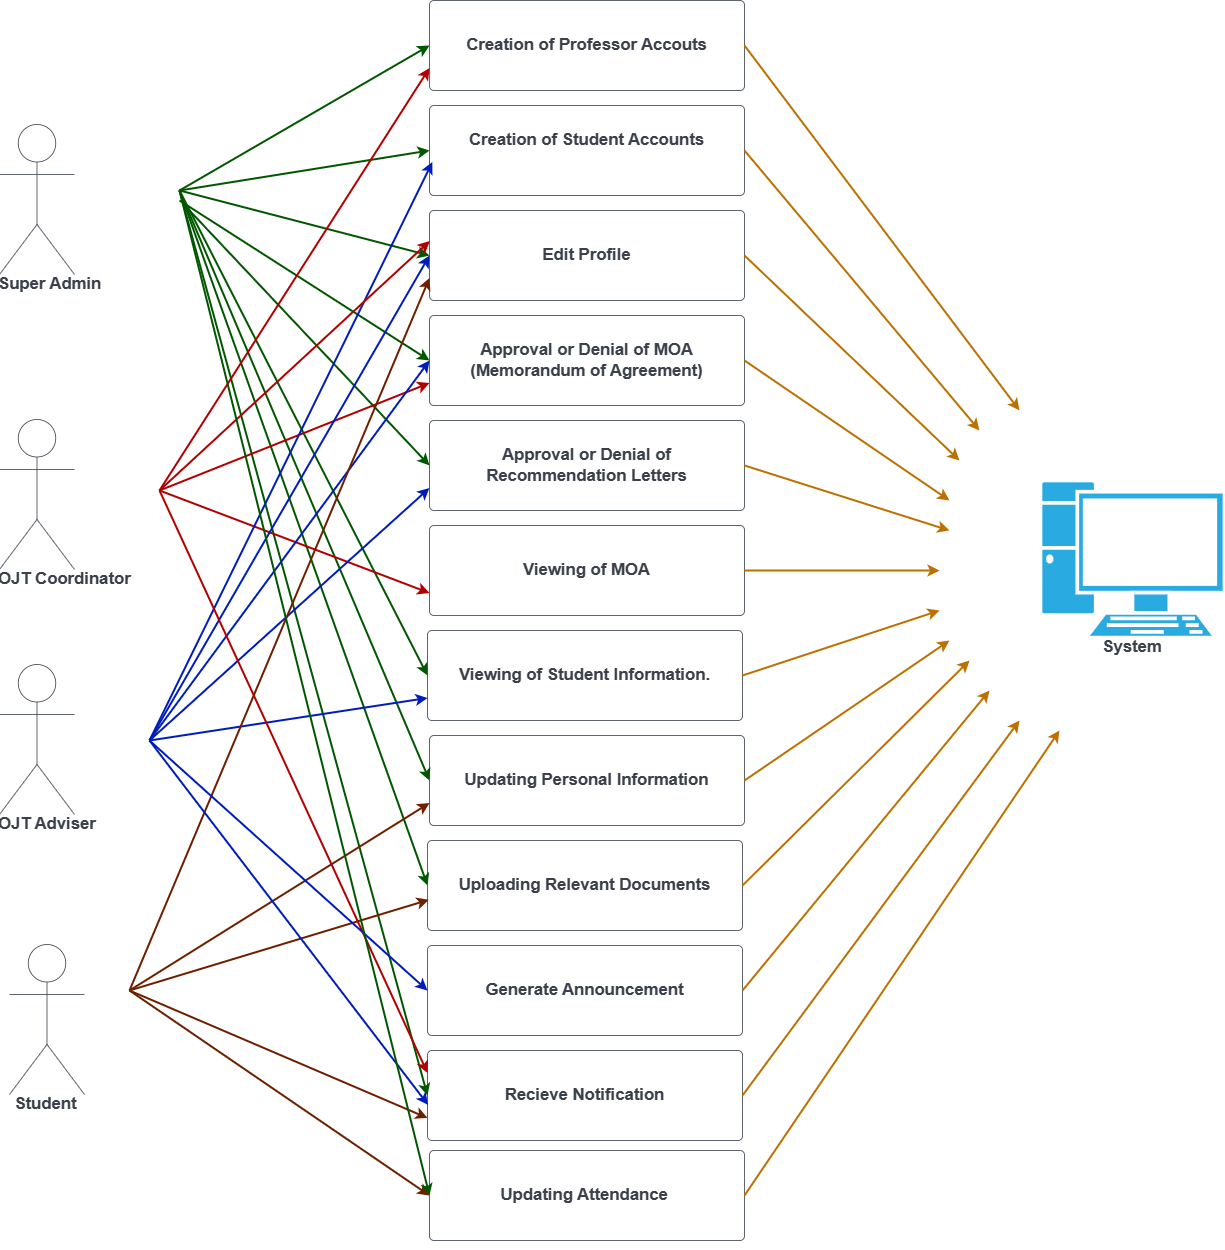 Creation of Professor Accouts
Creation of Student Accounts
Edit Profile
Approval or Denial of MOA
(Memorandum of Agreement)
Approval or Denial of
Recommendation Letters
Viewing of MOA
Viewing of Student Information.
Updating Personal Information
Uploading Relevant Documents
Generate Announcement
Recieve Notification
Updating Attendance
Super Admin
OJT Coordinator
OJT Adviser
Student
System